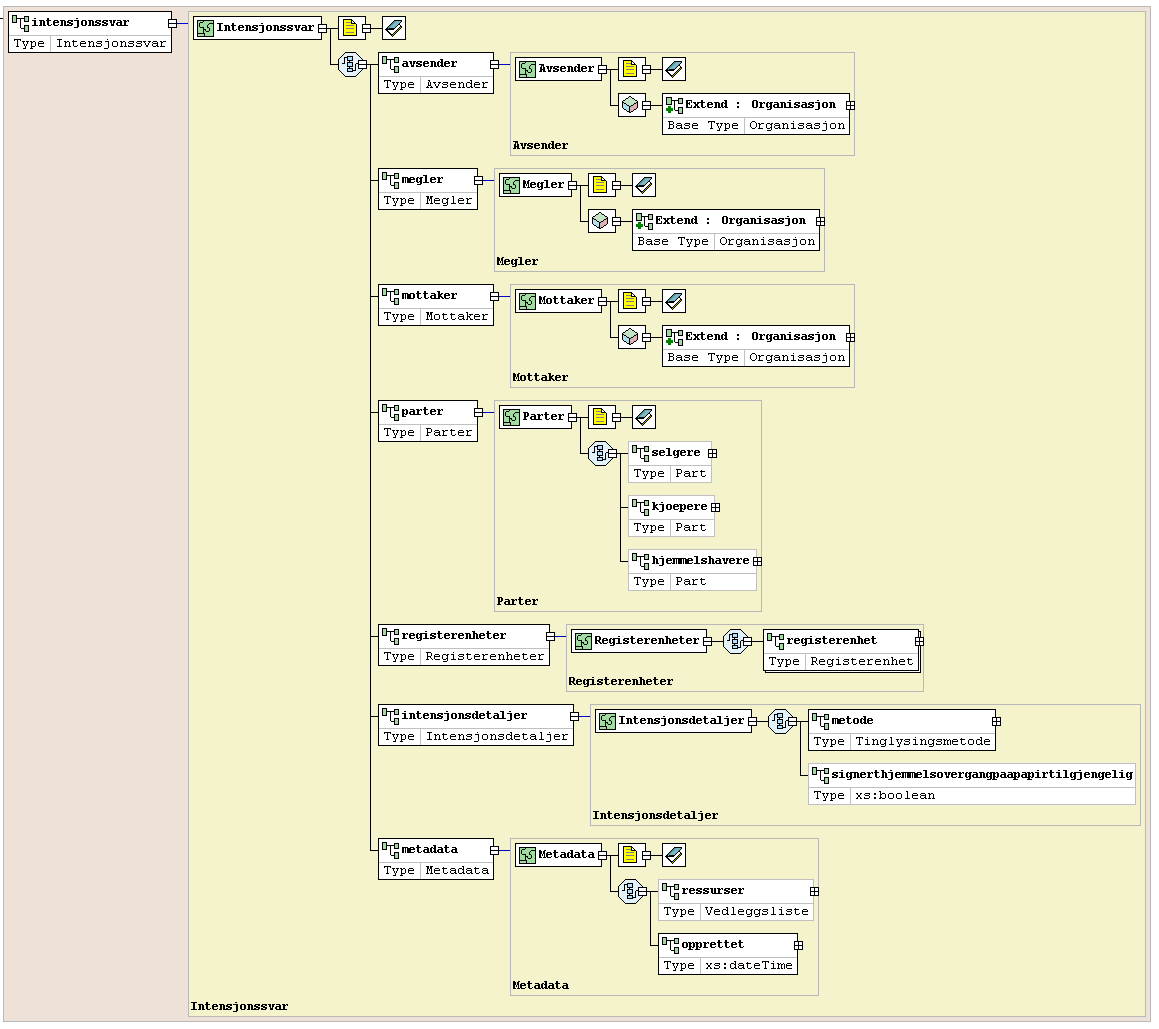 intensjonssvar
Type Intensjonssvar
Intensjonssvar
avsender
Type Avsender
Avsender
Extend : Organisasjon
Base Type Organisasjon
Avsender
megler
Type Megler
Megler
Extend : Organisasjon
Base Type Organisasjon
Megler
mottaker
Type Mottaker
Mottaker
Extend : Organisasjon
Base Type Organisasjon
Mottaker
parter
Type Parter
Parter
selgere
Type Part
kjoepere
Type Part
hjemmelshavere
Type Part
Parter
registerenheter
Type Registerenheter
Registerenheter
registerenhet
Type Registerenhet
Registerenheter
intensjonsdetaljer
Type Intensjonsdetaljer
Intensjonsdetaljer
metode
Type Tinglysingsmetode
signerthjemmelsovergangpaapapirtilgjengelig
Type xs:boolean
Intensjonsdetaljer
metadata
Type Metadata
Metadata
ressurser
Type Vedleggsliste
opprettet
Type xs:dateTime
Metadata
Intensjonssvar